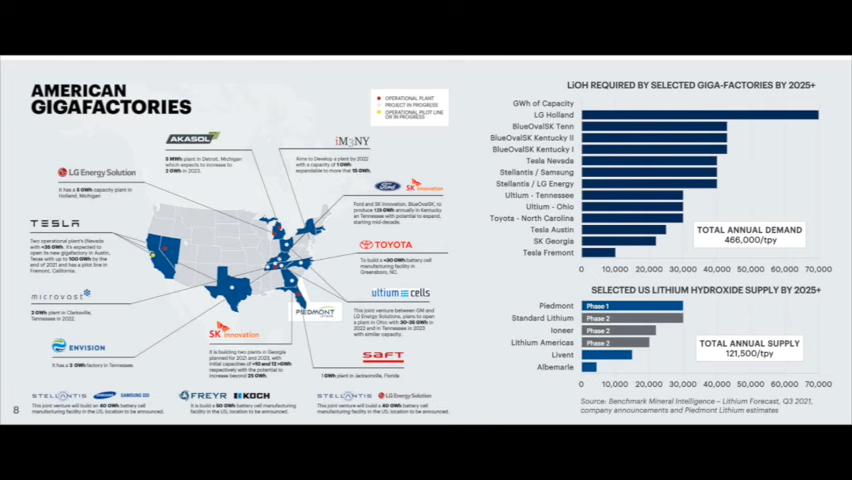 AMERICAN
GIGAFACTORIES
OPERATIONAL PLANT
PROJECT IN PROGRESS
OPERATIONAL PILOT LINE
OR IN PROGRESS
AKASOL
5 MWh plant in Detroit, Michigan
which expects to increase to
2 GWh in 2023.
iM3NY
Aims to Develop a plant by 2022
with a capacity of 1 GWh
expandable to more that 15 GWh.
LG Energy Solution
It has a 5 GWh capacity plant in
Holland, Michigan
Ford
SK innovation
Ford and SK Innovation, BlueOvalSK, to
produce 129 GWh annually in Kentucky
an Tennessee with potential to expand,
starting mid-decade.
TESLA
Two operational plant's (Nevada
with <35 GWh). It's expected to
open its new gigafactory in Austin,
Texas with up to 100 GWh by the
end of 2021 and has a pilot line in
Fremont, California.
TOYOTA
To build a <30 GWh battery cell
manufacturing facility in
Greensboro, NC.
microvast
2 GWh plant in Clarksville,
Tennessee in 2022.
ultium cells
This joint venture between GM and
LG Energy Solutions, plans to open
a plant in Ohio with 30-35 GWh in
2022 and in Tennessee in 2023
with similar capacity.
PIEDMONT
LITHIUM
SK innovation
It is building two plants in Georgia
planned for 2021 and 2023, with
initial capacities of >10 and 12 >GWh
respectively with the potential to
increase beyond 25 GWh.
ENVISION
It has a 3 GWh factory in Tennessee.
SAFT
1 GWh plant in Jacksonville, Florida
STELLANTIS SAMSUNG SDI
This joint venture will build an 40 GWh battery cell
manufacturing facility in the US, location to be announced.
FREYR KOCH
It is build a 50 GWh battery cell manufacturing
facility in the US, location to be announced.
STELLANTIS LG Energy Solution
This joint venture will build a 40 GWh battery cell
manufacturing facility in the US, location to be announced.
8
LiOH REQUIRED BY SELECTED GIGA-FACTORIES BY 2025+
GWh of Capacity
LG Holland
BlueOvalSK Tenn
BlueOvalSK Kentucky II
BlueOvalSK Kentucky I
Tesla Nevada
Stellantis / Samsung
Stellantis / LG Energy
Ultium - Tennessee
Ultium - Ohio
Toyota - North Carolina
Tesla Austin
SK Georgia
Tesla Fremont
TOTAL ANNUAL DEMAND
466,000/tpy
0 10,000 20,000 30,000 40,000 50,000 60,000 70,000
SELECTED US LITHIUM HYDROXIDE SUPPLY BY 2025+
Piedmont Phase 1
Standard Lithium Phase 2
Ioneer Phase 2
Lithium Americas Phase 2
Livent
Albemarle
TOTAL ANNUAL SUPPLY
121,500/tpy
0 10,000 20,000 30,000 40,000 50,000 60,000 70,000
Source: Benchmark Mineral Intelligence – Lithium Forecast, Q3 2021,
company announcements and Piedmont Lithium estimates